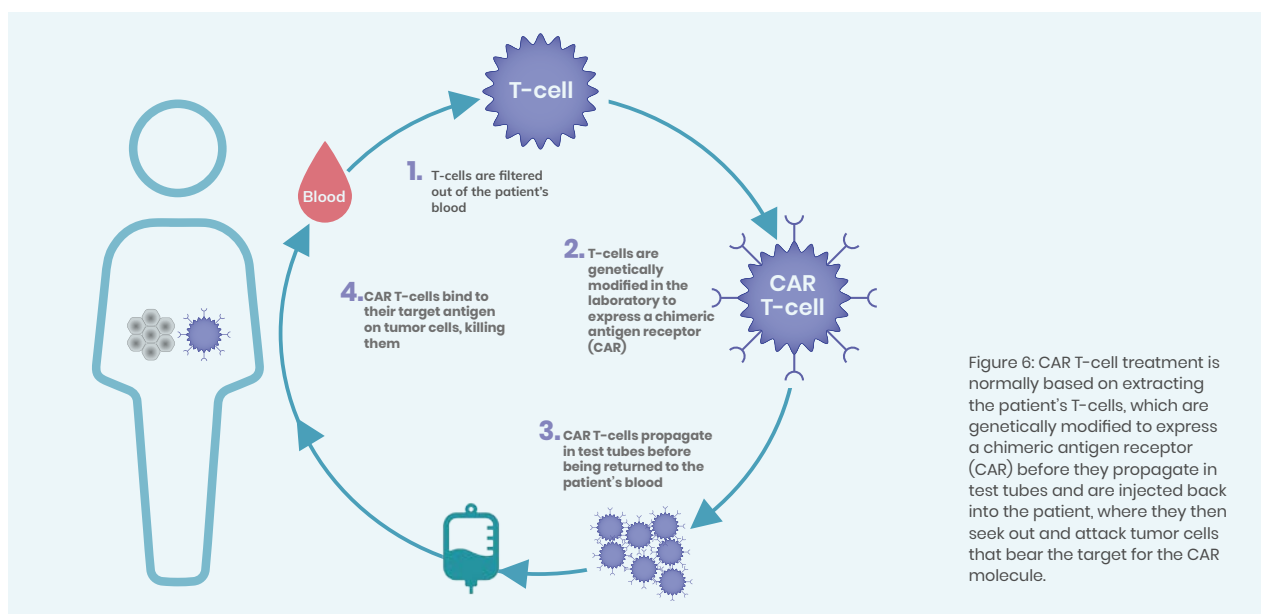 T-cell
Blood
1. T-cells are filtered
out of the patient's
blood
2. T-cells are
genetically
modified in the
laboratory to
express a chimeric
antigen receptor
(CAR)
CAR
T-cell
4. CAR T-cells bind to
their target antigen
on tumor cells, killing
them
3. CAR T-cells propagate
in test tubes before
being returned to the
patient's blood
Figure 6: CAR T-cell treatment is
normally based on extracting
the patient's T-cells, which are
genetically modified to express
a chimeric antigen receptor
(CAR) before they propagate in
test tubes and are injected back
into the patient, where they then
seek out and attack tumor cells
that bear the target for the CAR
molecule.